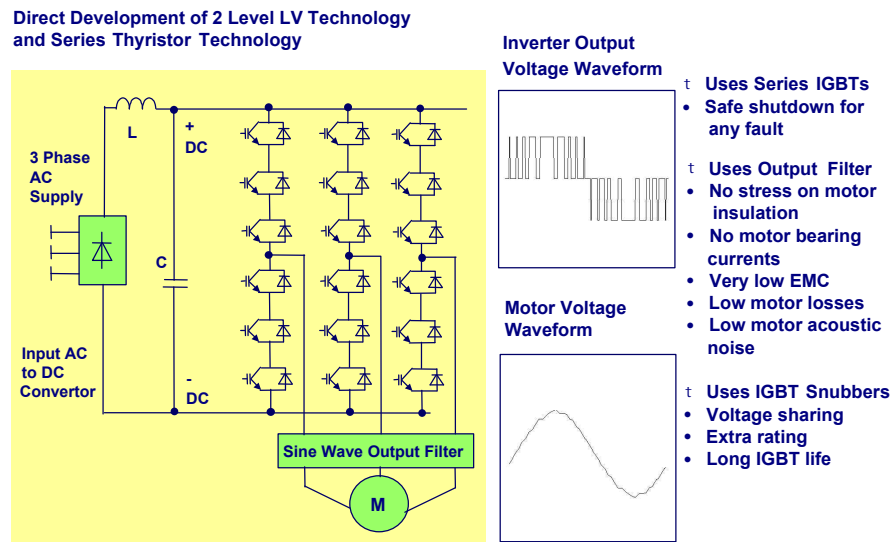 Direct Development of 2 Level LV Technology
and Series Thyristor Technology
L
+
DC
3 Phase
AC
Supply
C
Input AC
to DC
Convertor
-
DC
Sine Wave Output Filter
M
Inverter Output
Voltage Waveform
Motor Voltage
Waveform
t Uses Series IGBTs
• Safe shutdown for
any fault
t Uses Output Filter
• No stress on motor
insulation
• No motor bearing
currents
• Very low EMC
• Low motor losses
• Low motor acoustic
noise
t Uses IGBT Snubbers
• Voltage sharing
• Extra rating
• Long IGBT life